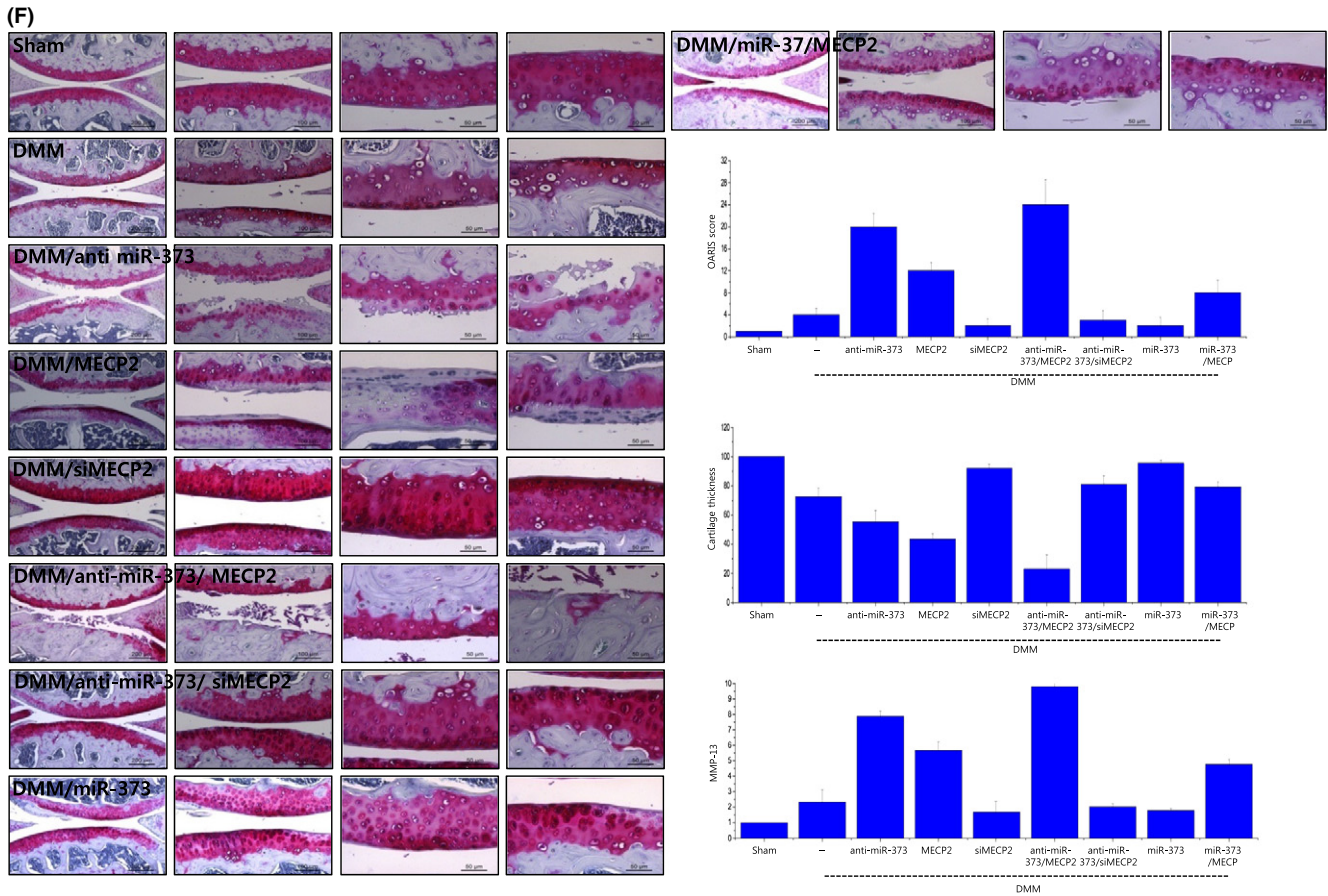 (F)
Sham
DMM/miR-37/MECP2
DMM
DMM/anti miR-373
DMM/MECP2
DMM/siMECP2
DMM/anti-miR-373/ MECP2
DMM/anti-miR-373/ siMECP2
DMM/miR-373
OARIS score
32
28
24
20
16
12
8
4
0
Sham
–
anti-miR-373
MECP2
siMECP2
anti-miR-
373/MECP2
anti-miR-
373/siMECP2
miR-373
miR-373
/MECP
DMM
Cartilage thickness
120
100
80
60
40
20
0
Sham
–
anti-miR-373
MECP2
siMECP2
anti-miR-
373/MECP2
anti-miR-
373/siMECP2
miR-373
miR-373
/MECP
DMM
MMP-13
10
9
8
7
6
5
4
3
2
1
0
Sham
–
anti-miR-373
MECP2
siMECP2
anti-miR-
373/MECP2
anti-miR-
373/siMECP2
miR-373
miR-373
/MECP
DMM